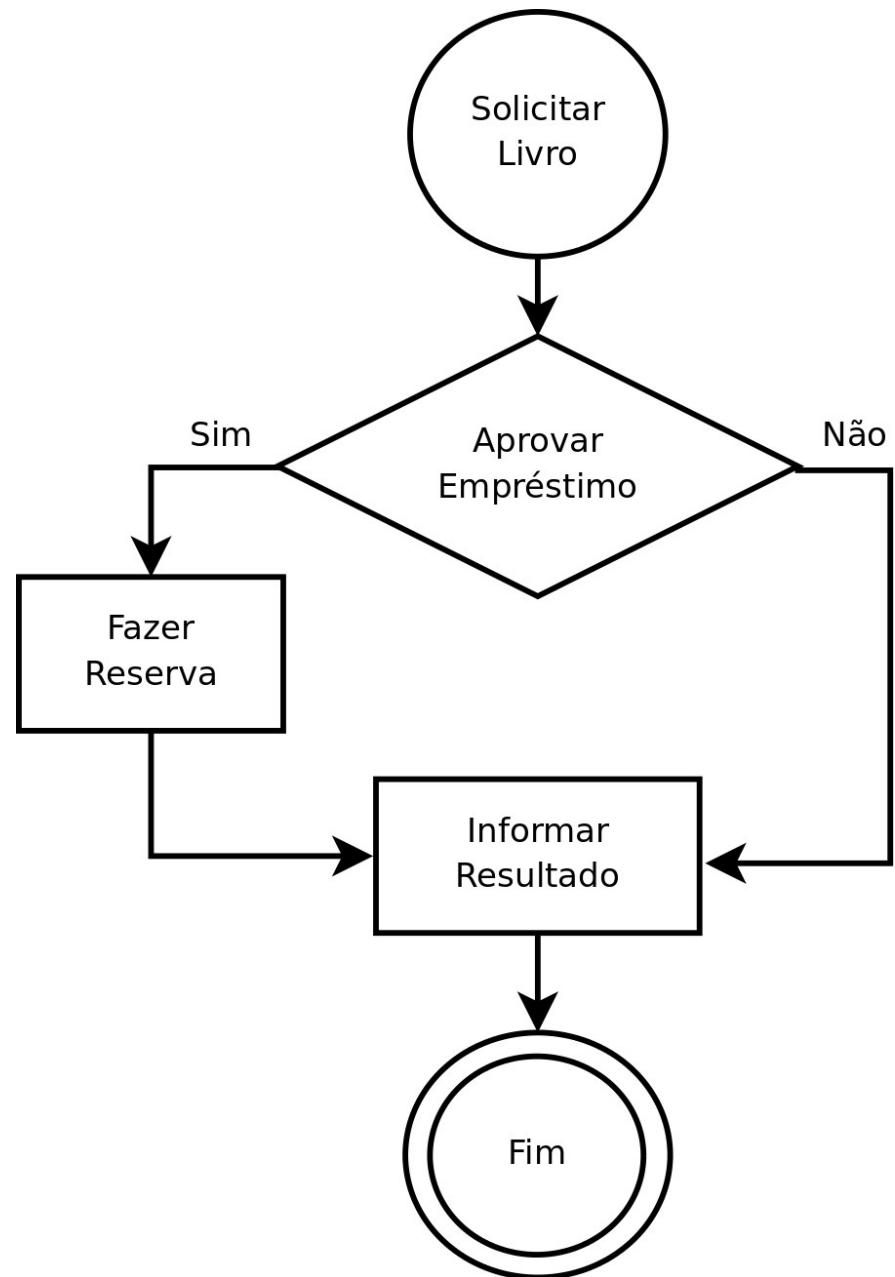 Solicitar
Livro
Sim
Aprovar
Empréstimo
Não
Fazer
Reserva
Informar
Resultado
Fim